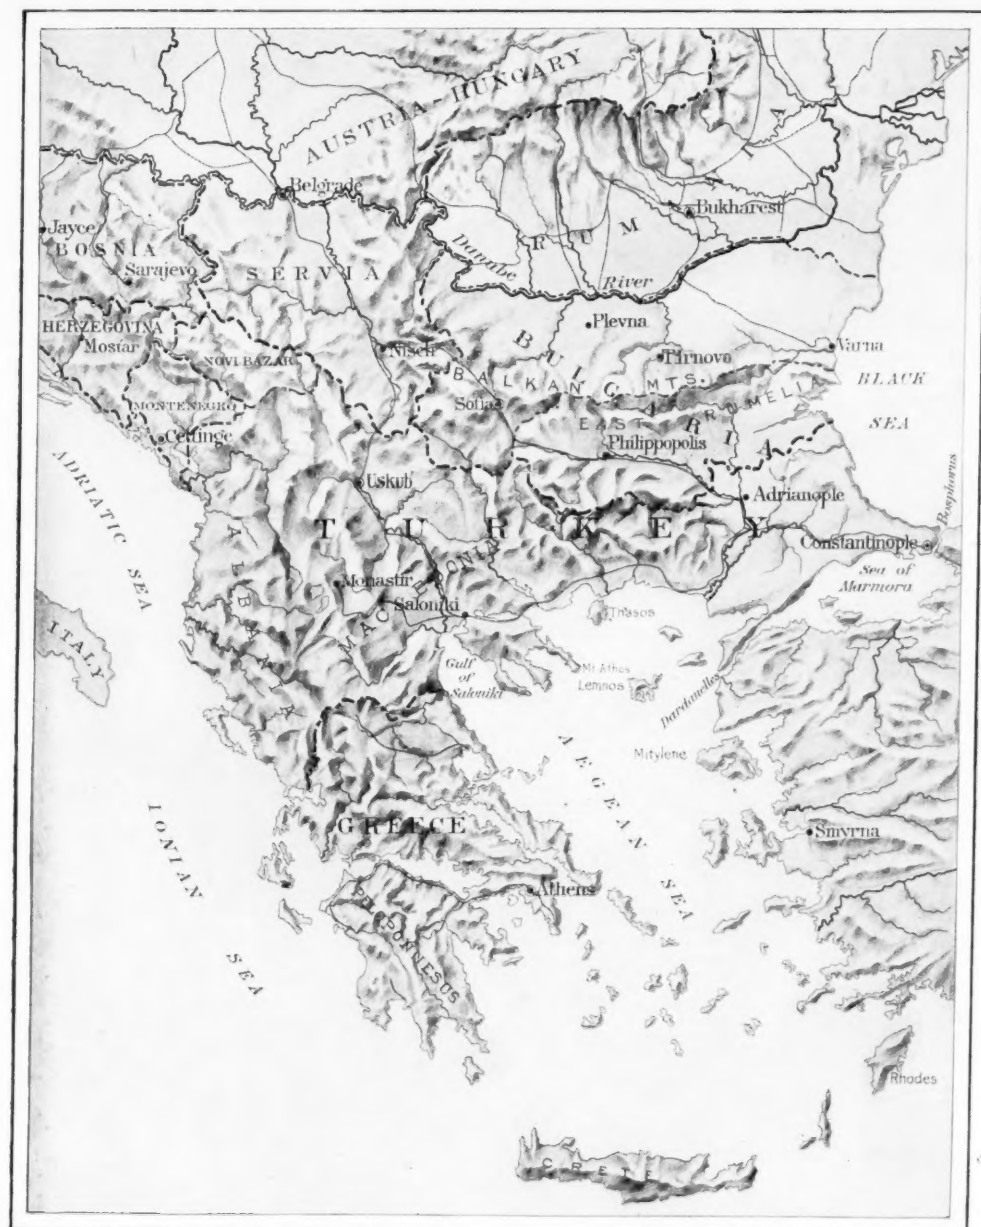 AUSTRIA-HUNGARY
Belgrade
Bukharest
Jayce
BOSNIA
Sarajevo
SERVIA
RUMANIA
Danube
River
HERZEGOVINA
Mostar
NOVI BAZAR
Nisch
Plevna
Tirnova
Varna
BULGARIA
BALKAN MTS.
BLACK
SEA
MONTENEGRO
Sofia
EAST RUMELIA
Cettinge
Philippopolis
ADRIATIC SEA
Uskub
Adrianople
Bosphorus
TURKEY
Constantinople
ALBANIA
Sea of
Marmora
Monastir
MACEDONIA
Saloniki
Thasos
ITALY
Gulf
of
Saloniki
Mt Athos
Lemnos
Dardanelles
Mitylene
AEGEAN SEA
IONIAN SEA
GREECE
Smyrna
Athens
PELOPONNESUS
Rhodes
CRETE